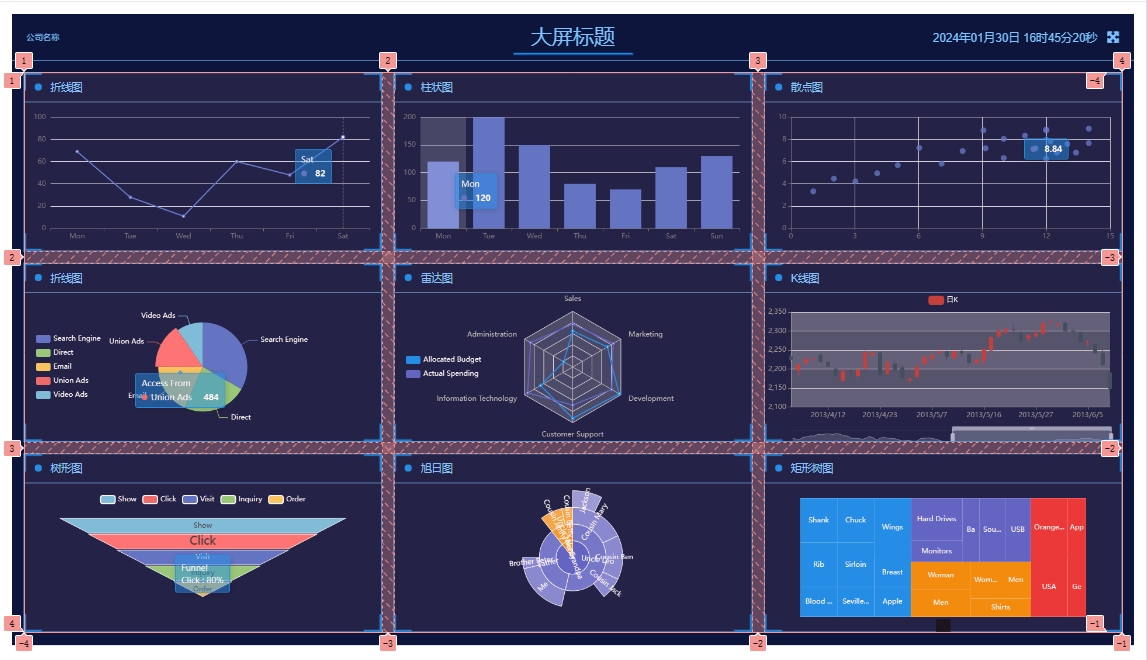 公司名称
大屏标题
2024年01月30日 16时45分20秒
1 2 3 4
1 -4
折线图
柱状图
散点图
100
80
60
40
20
0
Mon Tue Wed Thu Fri Sat
Sat
82
200
150
100
50
0
Mon Tue Wed Thu Fri Sat Sun
Mon
120
10
8
6
4
2
0
0 3 6 9 12 15
8.84
2 -3
折线图
雷达图
K线图
Search Engine
Direct
Email
Union Ads
Video Ads
Video Ads
Union Ads
Search Engine
Direct
Access From
Union Ads 484
Allocated Budget
Actual Spending
Sales
Administration
Marketing
Information Technology
Development
Customer Support
日K
2,350
2,300
2,200
2,150
2,100
2013/4/12 2013/4/23 2013/5/7 2013/5/16 2013/5/27 2013/6/5
3 -2
树形图
旭日图
矩形树图
Show Click Visit Inquiry Order
Show
Click
Visit
Funnel
Click : 80%
Order
Jackson
Cousin Mary
Cousin Ben
Cousin Jack
Uncle Leo
Grandpa
Father
Brother Peter
Me
Shank Chuck Wings
Rib Sirloin Breast
Blood ... Seville... Apple
Hard Drives Ba Sou... USB
Monitors
Woman Wom... Men
Men Shirts
Orange... App
USA Ge
4 -1
-4 -3 -2 -1